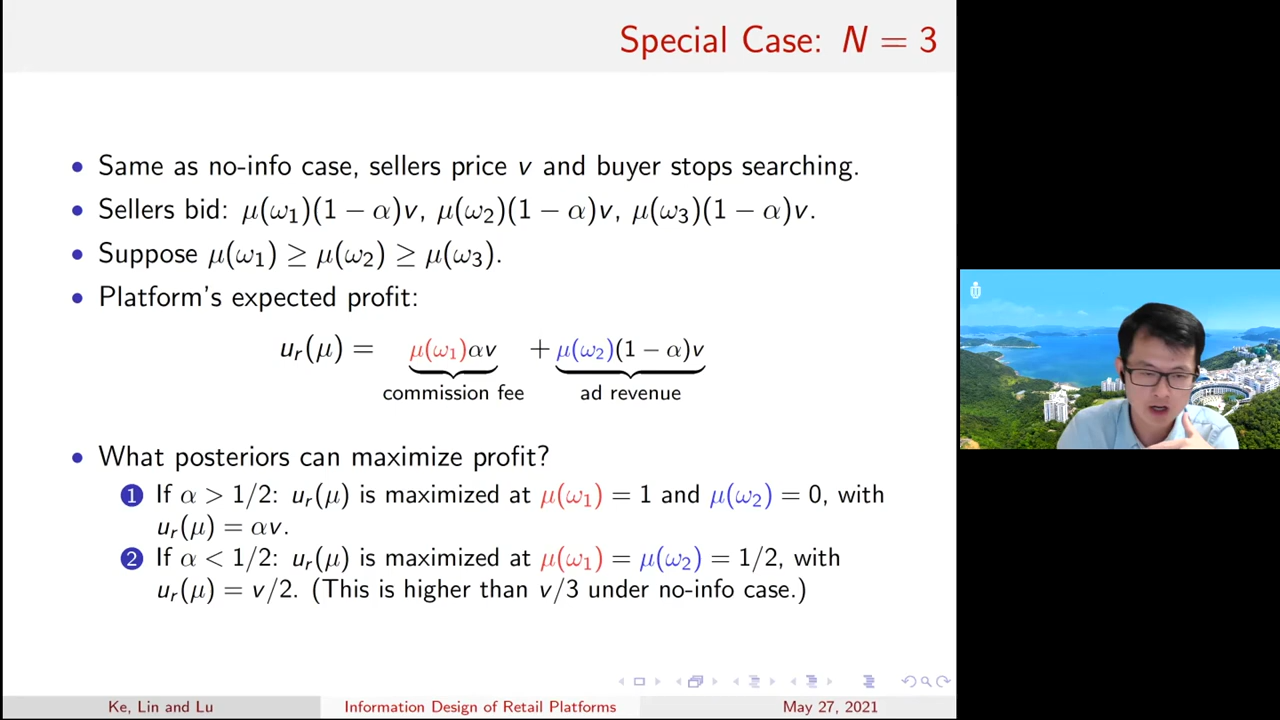 Special Case: N = 3
• Same as no-info case, sellers price v and buyer stops searching.
• Sellers bid: μ(ω₁)(1 − α)v, μ(ω₂)(1 − α)v, μ(ω₃)(1 − α)v.
• Suppose μ(ω₁) ≥ μ(ω₂) ≥ μ(ω₃).
• Platform's expected profit:
uᵣ(μ) = μ(ω₁)αv + μ(ω₂)(1 − α)v
commission fee ad revenue
• What posteriors can maximize profit?
1 If α > 1/2: uᵣ(μ) is maximized at μ(ω₁) = 1 and μ(ω₂) = 0, with
uᵣ(μ) = αv.
2 If α < 1/2: uᵣ(μ) is maximized at μ(ω₁) = μ(ω₂) = 1/2, with
uᵣ(μ) = v/2. (This is higher than v/3 under no-info case.)
Ke, Lin and Lu Information Design of Retail Platforms May 27, 2021